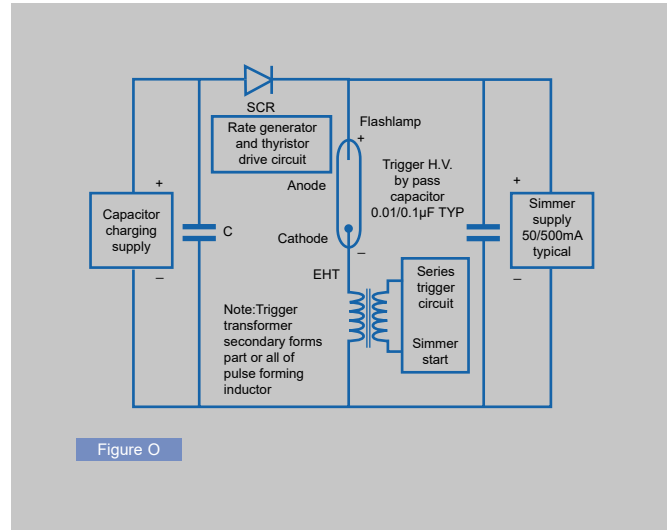 SCR
Rate generator
and thyristor
drive circuit
Flashlamp
+
Anode
Trigger H.V.
by pass
capacitor
0.01/0.1µF TYP
+
+
Capacitor
charging
supply
C
Simmer
supply
50/500mA
typical
Cathode
–
–
–
EHT
Series
trigger
circuit
Simmer
start
Note:Trigger
transformer
secondary forms
part or all of
pulse forming
inductor
Figure O